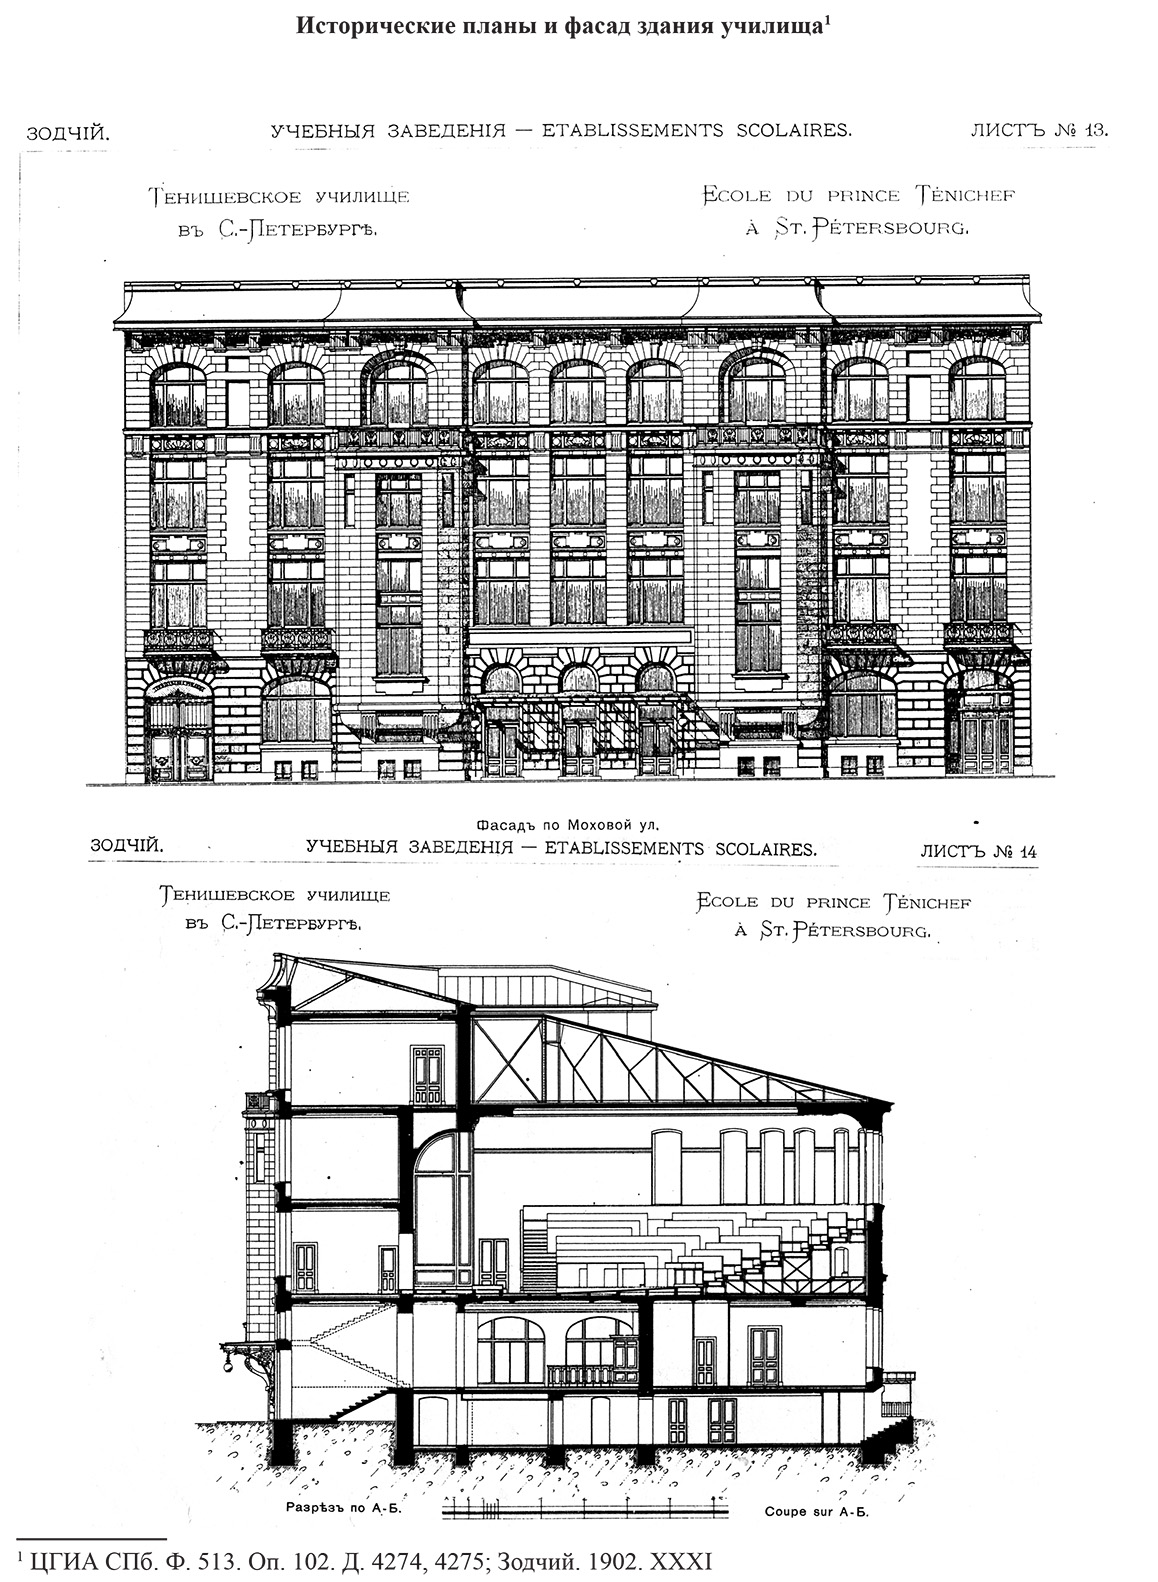 Исторические планы и фасад здания училища¹
ЗОДЧІЙ. УЧЕБНЫЯ ЗАВЕДЕНІЯ — ETABLISSEMENTS SCOLAIRES. ЛИСТЪ № 13.
ТЕНИШЕВСКОЕ УЧИЛИЩЕ
ВЪ С.-ПЕТЕРБУРГѢ.
ECOLE DU PRINCE TÉNICHEF
À ST. PÉTERSBOURG.
Фасадъ по Моховой ул.
ЗОДЧІЙ. УЧЕБНЫЯ ЗАВЕДЕНІЯ — ETABLISSEMENTS SCOLAIRES. ЛИСТЪ № 14
ТЕНИШЕВСКОЕ УЧИЛИЩЕ
ВЪ С.-ПЕТЕРБУРГѢ.
ECOLE DU PRINCE TÉNICHEF
À ST. PÉTERSBOURG.
Разрѣзъ по А-Б. Coupe sur А-Б.
¹ ЦГИА СПб. Ф. 513. Оп. 102. Д. 4274, 4275; Зодчий. 1902. XXXI